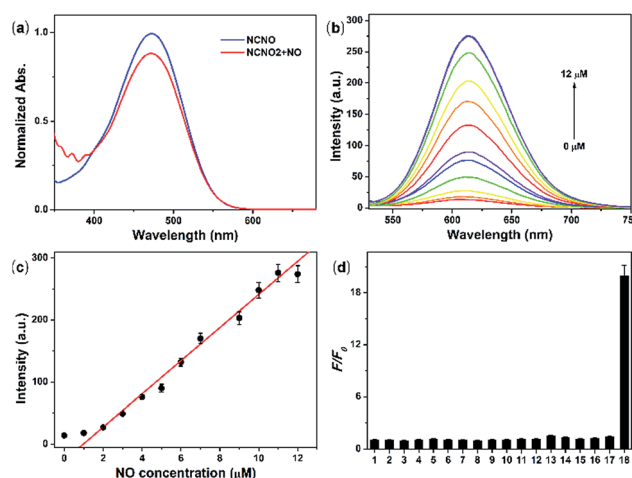 (a)
NCNO
NCNO2+NO
Normalized Abs.
1.0
0.5
0.0
400 500 600
Wavelength (nm)
(b)
12 μM
0 μM
Intensity (a.u.)
300
250
200
150
100
50
0
550 600 650 700 750
Wavelength (nm)
(c)
Intensity (a.u.)
300
200
100
0
0 2 4 6 8 10 12
NO concentration (μM)
(d)
F/F0
24
18
12
6
0
1 2 3 4 5 6 7 8 9 10 11 12 13 14 15 16 17 18